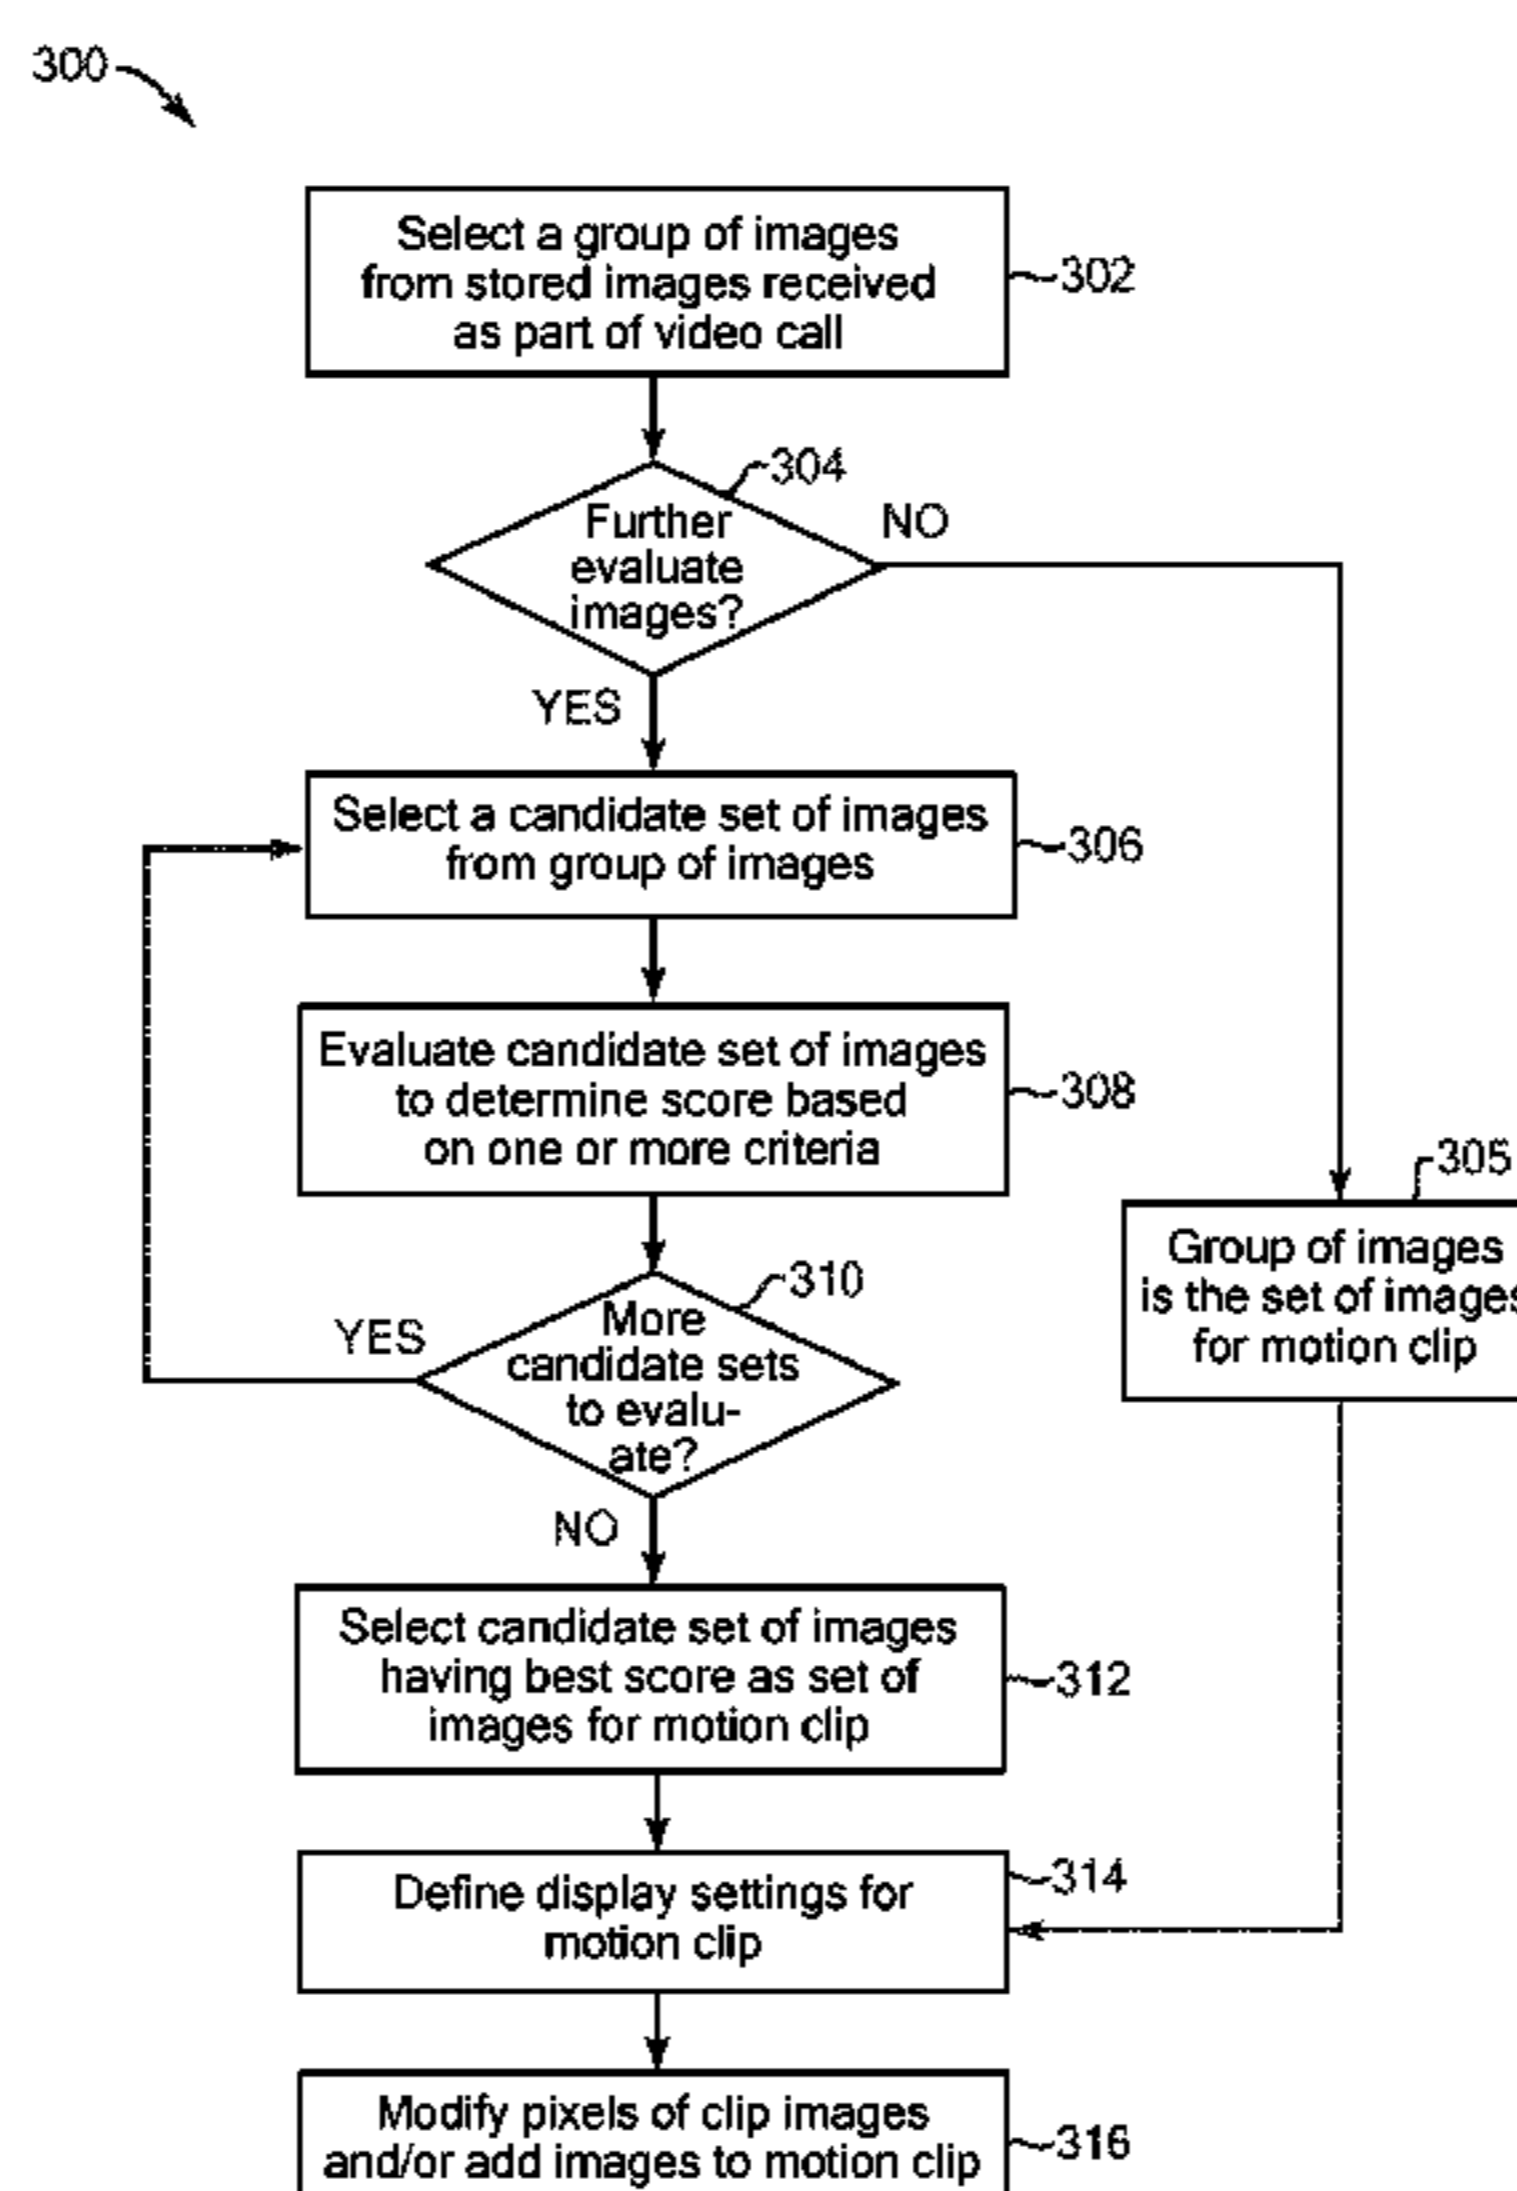 300
Select a group of images
from stored images received
as part of video call
302
304
Further
evaluate
images?
NO
YES
Select a candidate set of images
from group of images
306
Evaluate candidate set of images
to determine score based
on one or more criteria
308
305
Group of images
is the set of images
for motion clip
310
More
candidate sets
to evalu-
ate?
YES
NO
Select candidate set of images
having best score as set of
images for motion clip
312
Define display settings for
motion clip
314
Modify pixels of clip images
and/or add images to motion clip
316